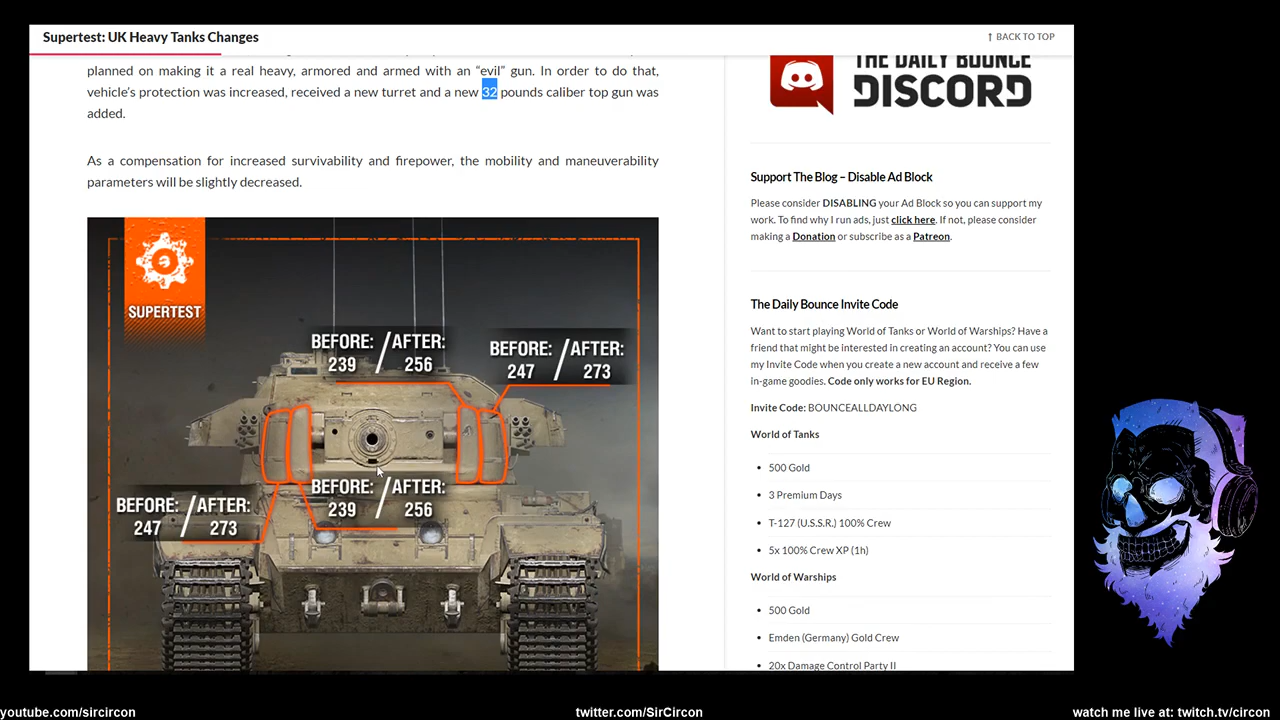 Supertest: UK Heavy Tanks Changes
↑ BACK TO TOP
planned on making it a real heavy, armored and armed with an “evil” gun. In order to do that,
vehicle’s protection was increased, received a new turret and a new 32 pounds caliber top gun was
added.
As a compensation for increased survivability and firepower, the mobility and maneuverability
parameters will be slightly decreased.
SUPERTEST
BEFORE: / AFTER:
239 256
BEFORE: / AFTER:
247 273
BEFORE: / AFTER:
239 256
BEFORE: / AFTER:
247 273
THE DAILY BOUNCE
DISCORD
Support The Blog – Disable Ad Block
Please consider DISABLING your Ad Block so you can support my
work. To find why I run ads, just click here. If not, please consider
making a Donation or subscribe as a Patreon.
The Daily Bounce Invite Code
Want to start playing World of Tanks or World of Warships? Have a
friend that might be interested in creating an account? You can use
my Invite Code when you create a new account and receive a few
in-game goodies. Code only works for EU Region.
Invite Code: BOUNCEALLDAYLONG
World of Tanks
• 500 Gold
• 3 Premium Days
• T-127 (U.S.S.R.) 100% Crew
• 5x 100% Crew XP (1h)
World of Warships
• 500 Gold
• Emden (Germany) Gold Crew
• 20x Damage Control Party II
youtube.com/sircircon
twitter.com/SirCircon
watch me live at: twitch.tv/circon